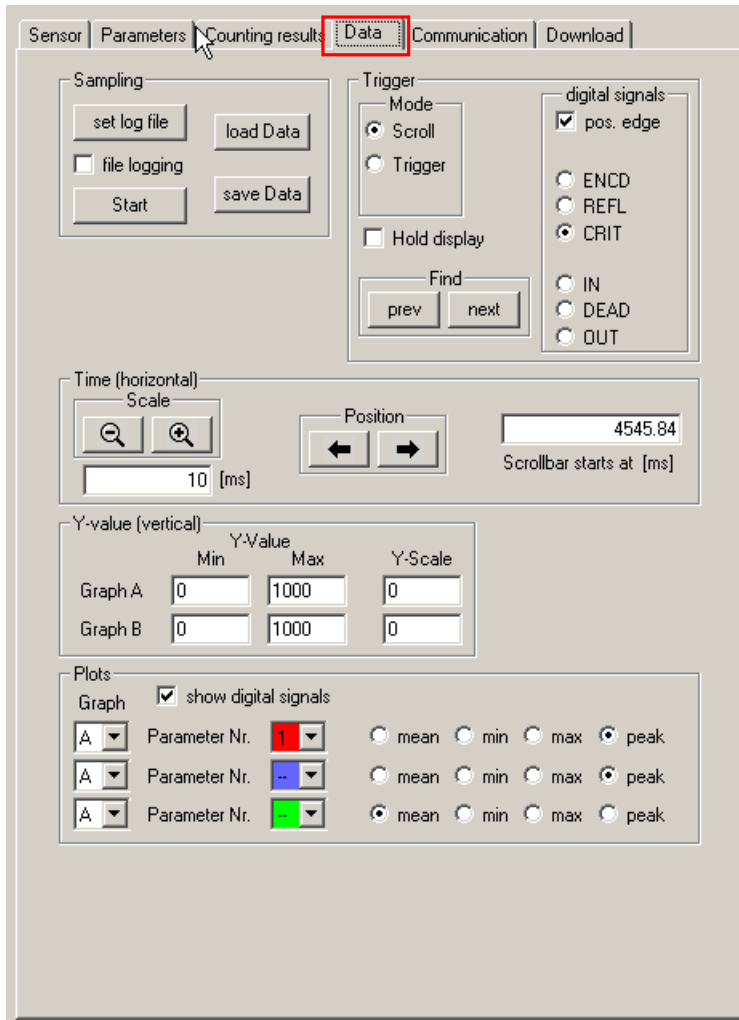 Sensor Parameters Counting results Data Communication Download
Sampling
set log file
load Data
file logging
Start
save Data
Trigger
Mode
Scroll
Trigger
Hold display
Find
prev next
digital signals
pos. edge
ENCD
REFL
CRIT
IN
DEAD
OUT
Time (horizontal)
Scale
10 [ms]
Position
4545.84
Scrollbar starts at [ms]
Y-value (vertical)
Y-Value
Min Max Y-Scale
Graph A 0 1000 0
Graph B 0 1000 0
Plots
Graph show digital signals
A Parameter Nr. 1 mean min max peak
A Parameter Nr. -- mean min max peak
A Parameter Nr. -- mean min max peak